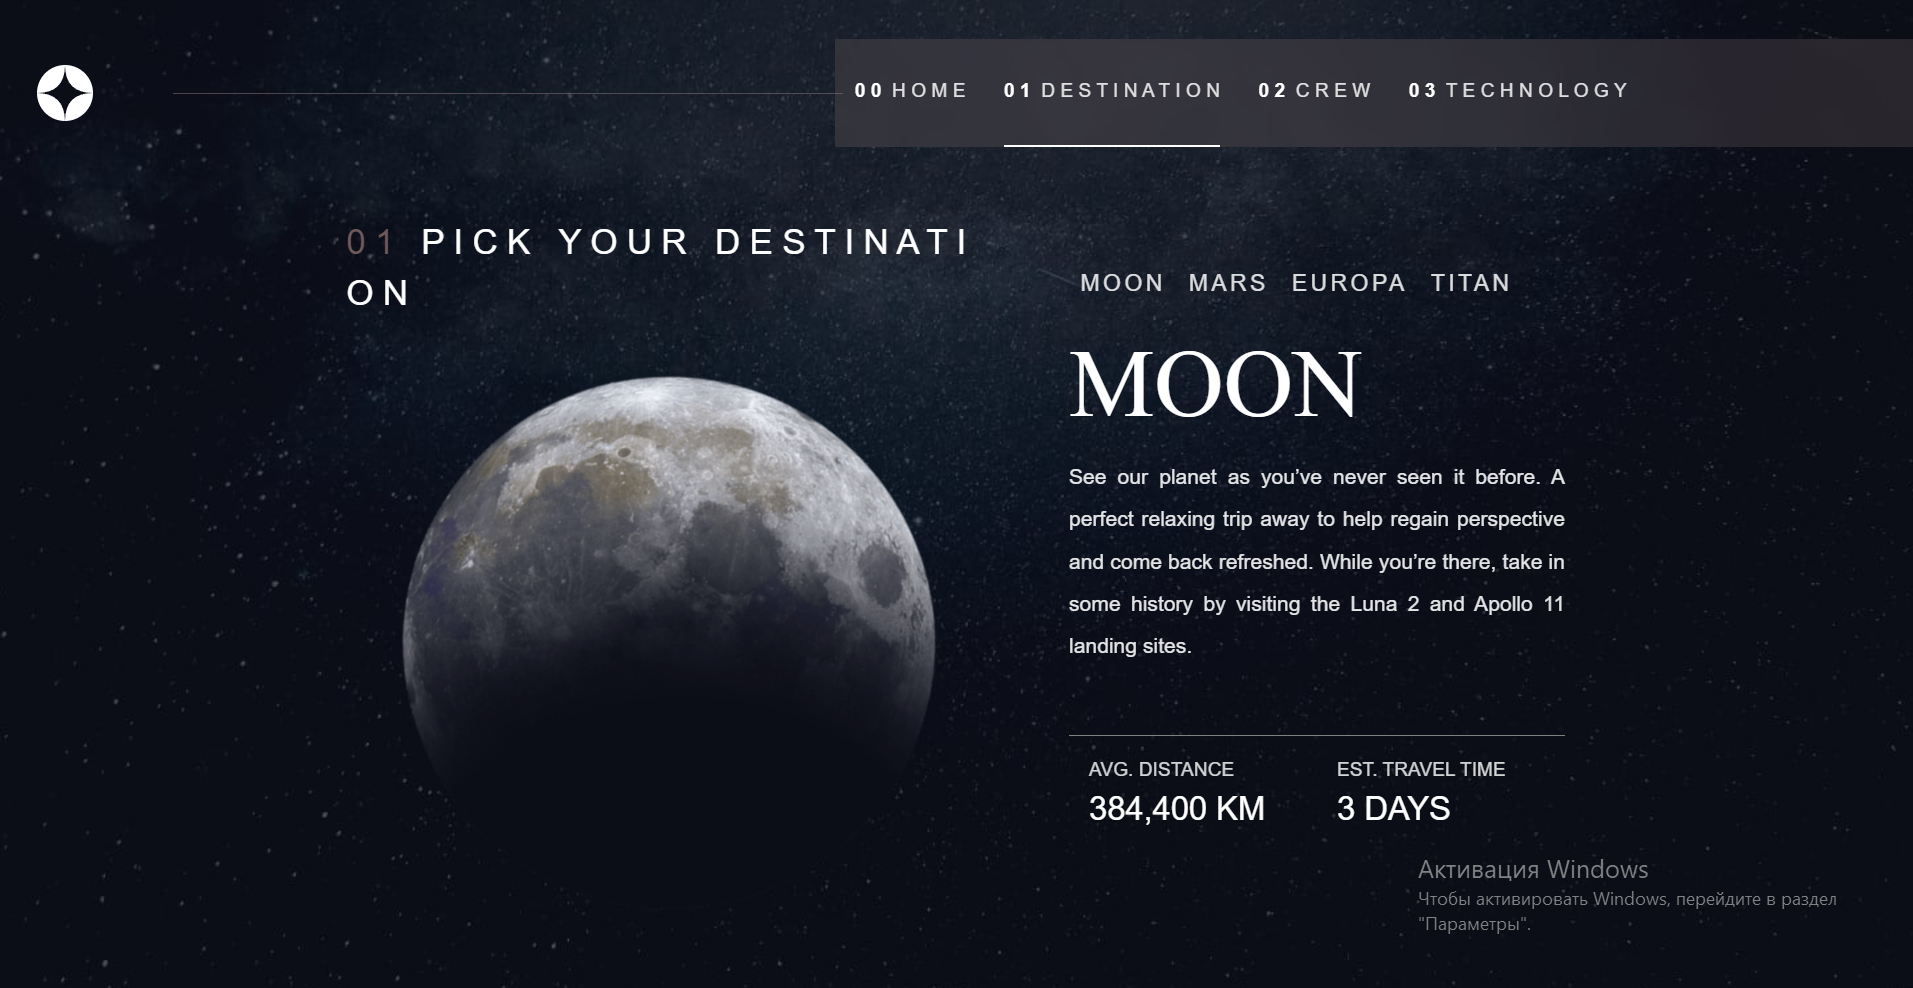 00 HOME 01 DESTINATION 02 CREW 03 TECHNOLOGY
01 PICK YOUR DESTINATI
ON
MOON MARS EUROPA TITAN
MOON
See our planet as you’ve never seen it before. A
perfect relaxing trip away to help regain perspective
and come back refreshed. While you’re there, take in
some history by visiting the Luna 2 and Apollo 11
landing sites.
AVG. DISTANCE
384,400 KM
EST. TRAVEL TIME
3 DAYS
Активация Windows
Чтобы активировать Windows, перейдите в раздел
"Параметры".